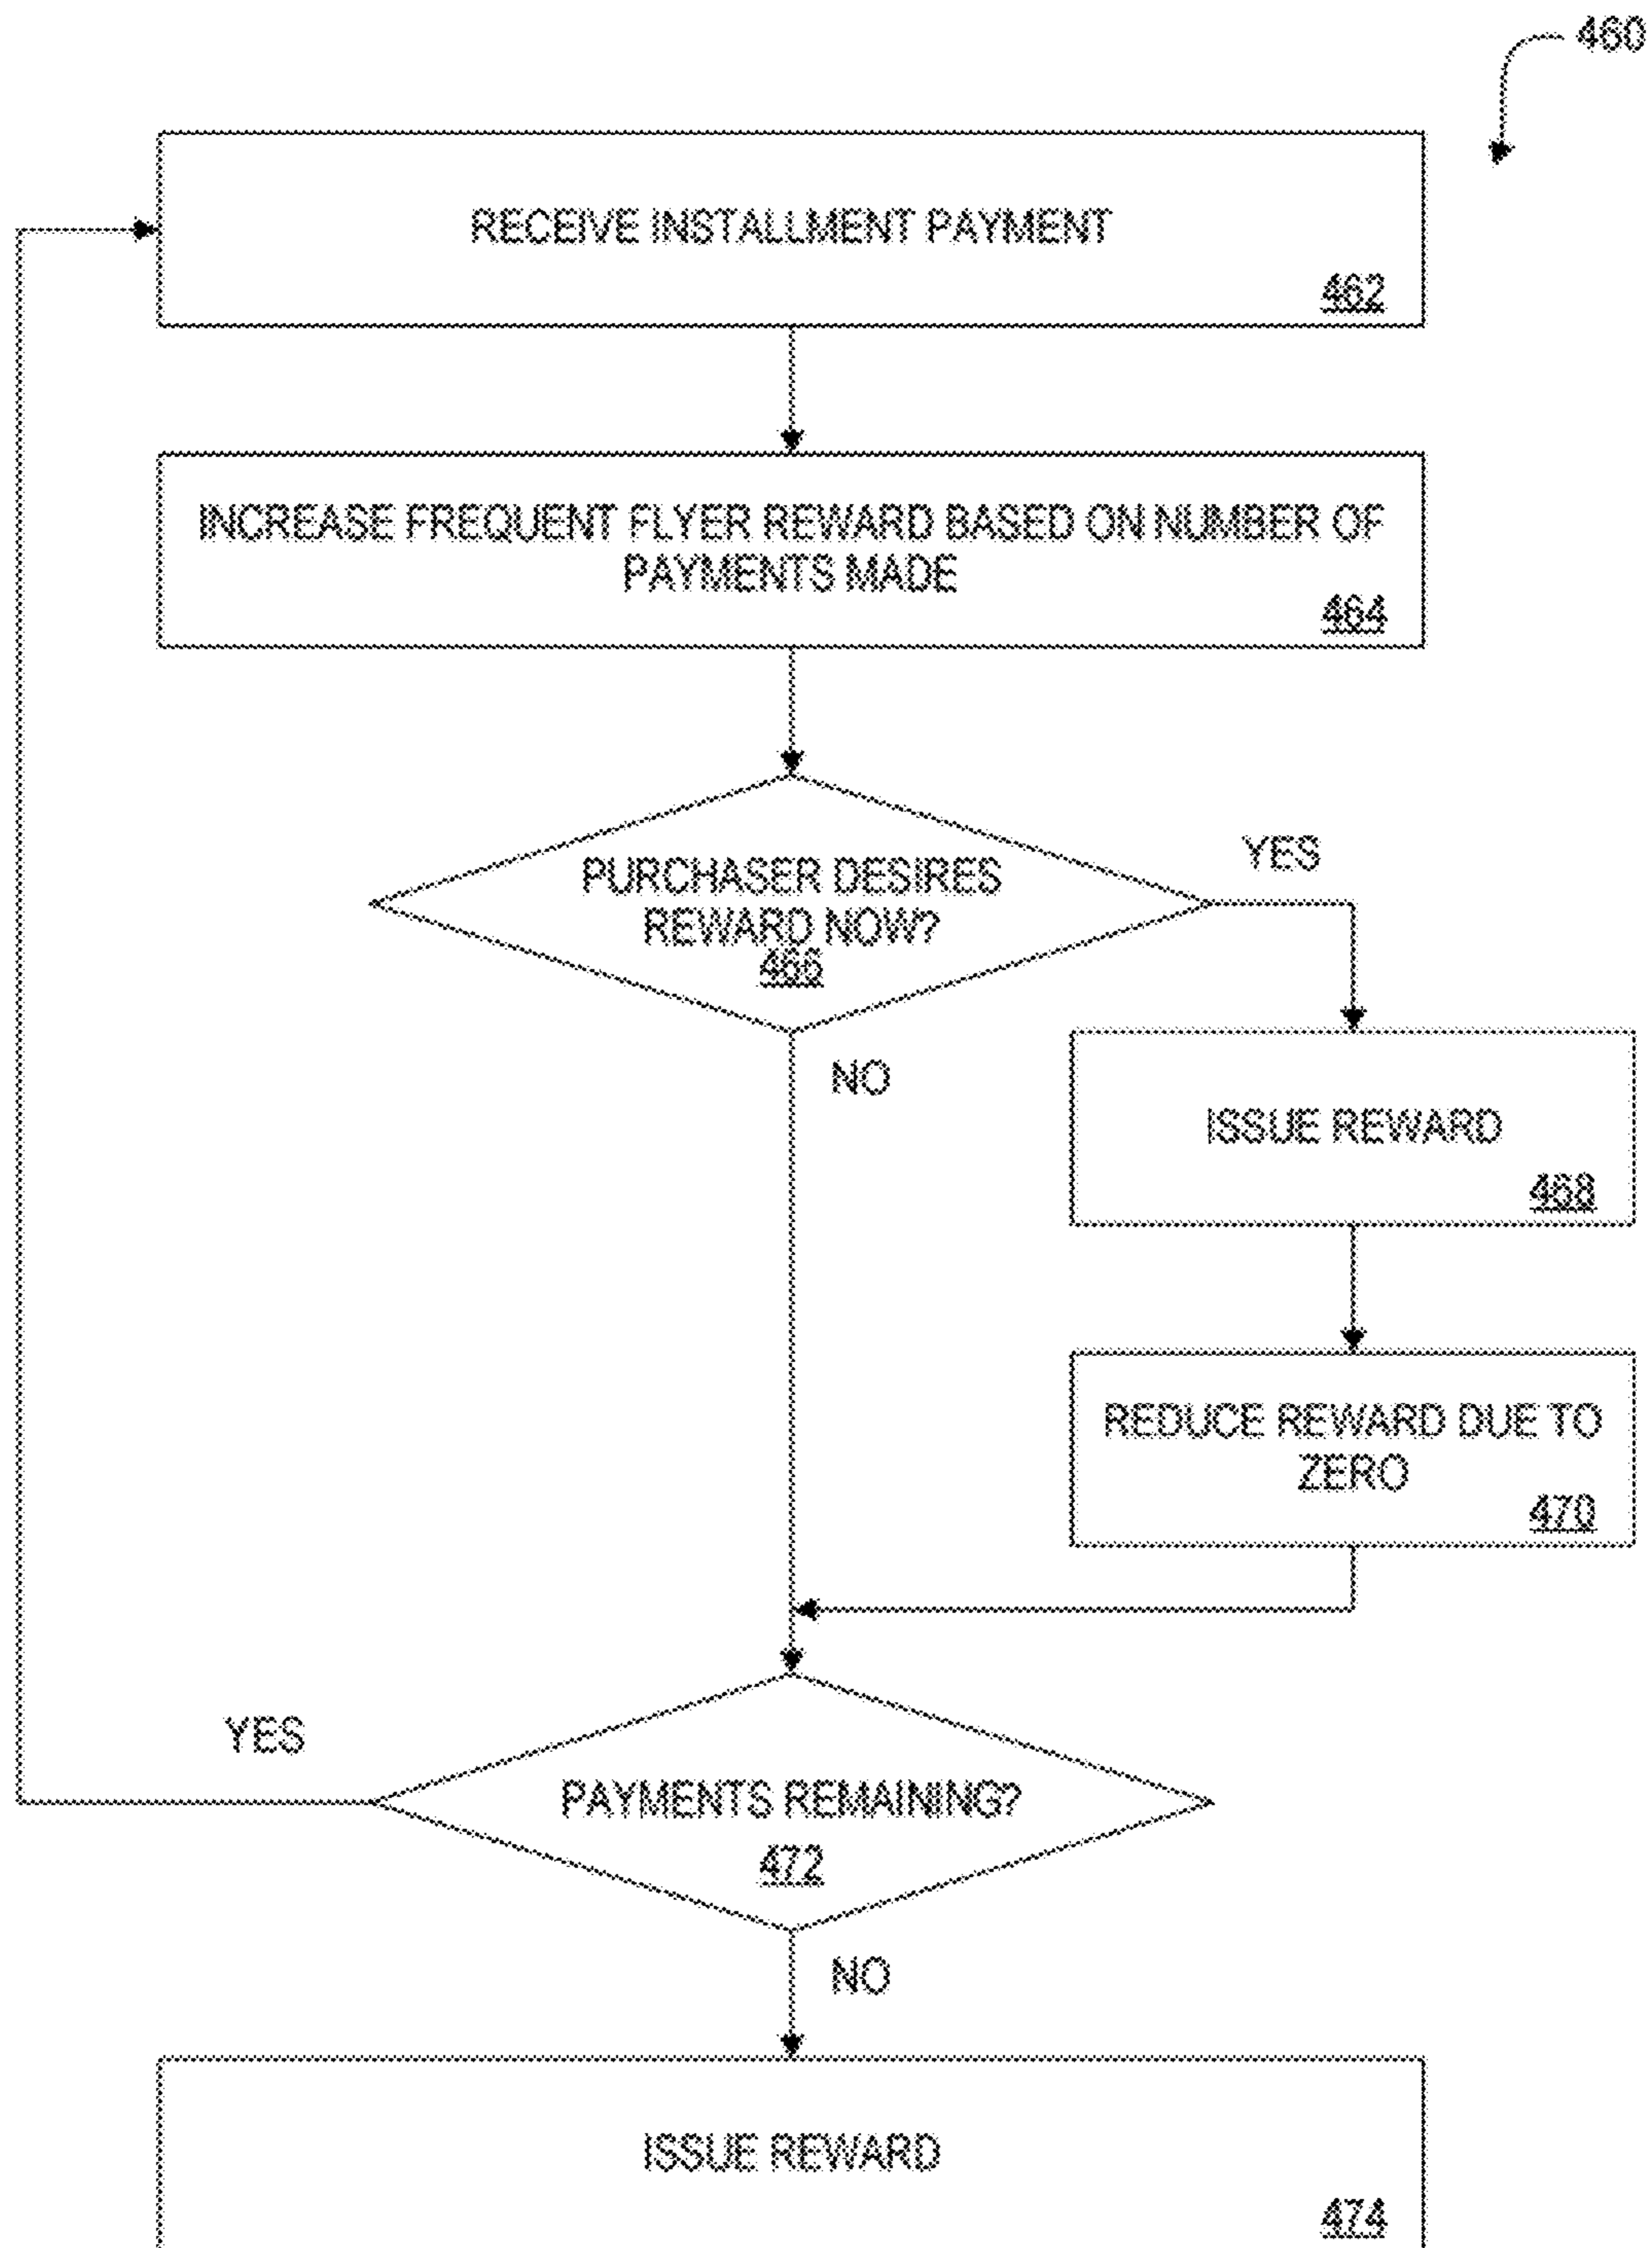 460
RECEIVE INSTALLMENT PAYMENT
462
INCREASE FREQUENT FLYER REWARD BASED ON NUMBER OF
PAYMENTS MADE
464
PURCHASER DESIRES
REWARD NOW?
466
YES
NO
ISSUE REWARD
468
REDUCE REWARD DUE TO
ZERO
470
YES
PAYMENTS REMAINING?
472
NO
ISSUE REWARD
474